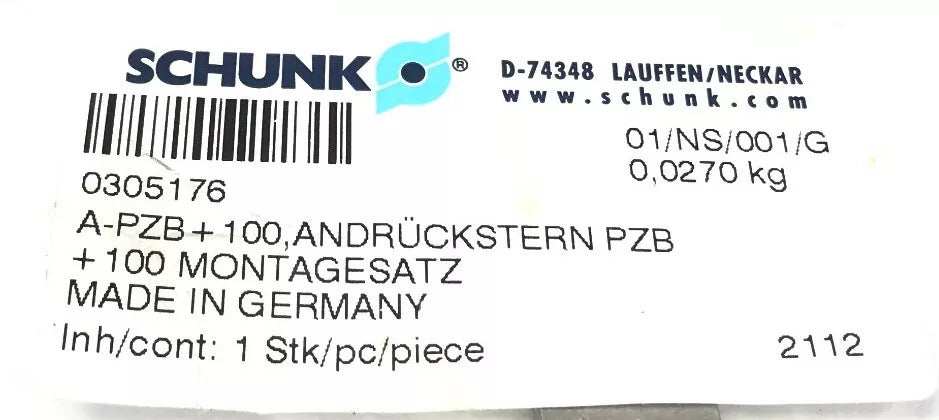 SCHUNK ® D-74348 LAUFFEN/NECKAR
www.schunk.com
01/NS/001/G
0,0270 kg
0305176
A-PZB+100,ANDRÜCKSTERN PZB
+100 MONTAGESATZ
MADE IN GERMANY
Inh/cont: 1 Stk/pc/piece 2112